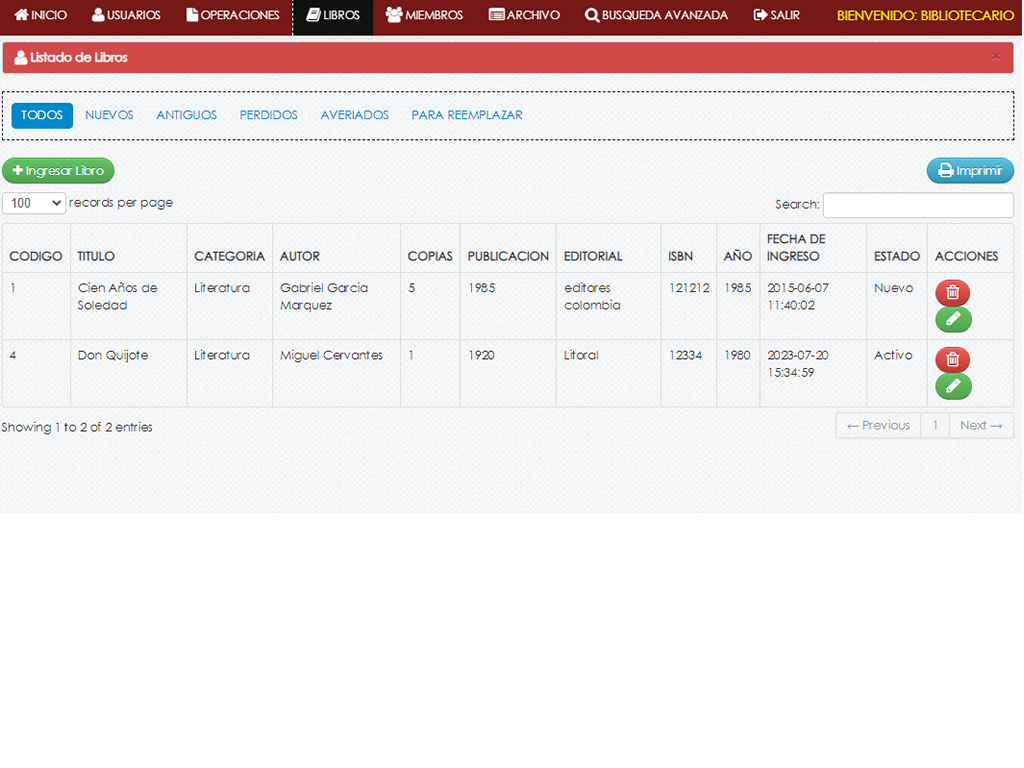 INICIO USUARIOS OPERACIONES LIBROS MIEMBROS ARCHIVO BUSQUEDA AVANZADA SALIR BIENVENIDO: BIBLIOTECARIO
Listado de Libros ×
TODOS NUEVOS ANTIGUOS PERDIDOS AVERIADOS PARA REEMPLAZAR
+ Ingresar Libro Imprimir
100 records per page Search:
CODIGO TITULO CATEGORIA AUTOR COPIAS PUBLICACION EDITORIAL ISBN AÑO FECHA DE INGRESO ESTADO ACCIONES
1 Cien Años de Soledad Literatura Gabriel Garcia Marquez 5 1985 editores colombia 121212 1985 2015-06-07 11:40:02 Nuevo
4 Don Quijote Literatura Miguel Cervantes 1 1920 Litoral 12334 1980 2023-07-20 15:34:59 Activo
Showing 1 to 2 of 2 entries ← Previous 1 Next →